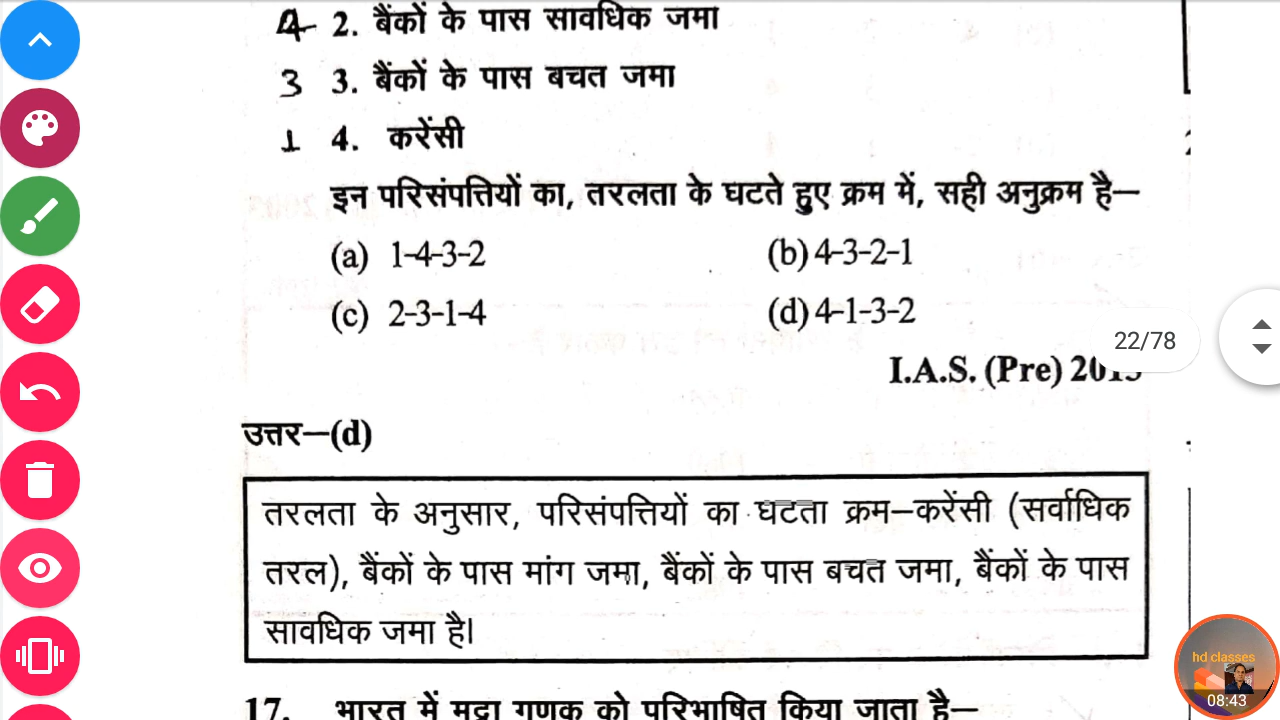 4 2. बैंकों के पास सावधिक जमा
3 3. बैंकों के पास बचत जमा
1 4. करेंसी
इन परिसंपत्तियों का, तरलता के घटते हुए क्रम में, सही अनुक्रम है—
(a) 1-4-3-2 (b) 4-3-2-1
(c) 2-3-1-4 (d) 4-1-3-2
22/78
I.A.S. (Pre)
उत्तर—(d)
तरलता के अनुसार, परिसंपत्तियों का घटता क्रम—करेंसी (सर्वाधिक
तरल), बैंकों के पास मांग जमा, बैंकों के पास बचत जमा, बैंकों के पास
सावधिक जमा है।
hd classes
08:43
17. भारत में मुद्रा गुणक को परिभाषित किया जाता है—